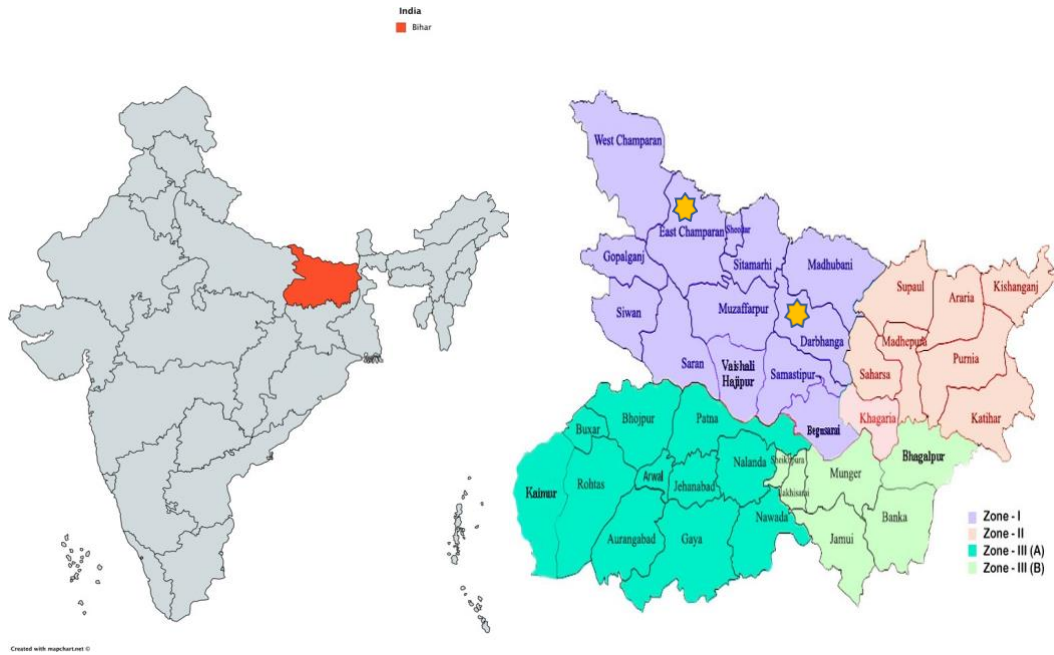 India
Bihar
Created with mapchart.net ©
West Champaran
East Champaran
Sheohar
Gopalganj
Sitamarhi
Madhubani
Siwan
Muzaffarpur
Darbhanga
Saran
Vaishali
Hajipur
Samastipur
Begusarai
Supaul
Araria
Kishanganj
Madhepura
Purnia
Saharsa
Khagaria
Katihar
Bhojpur
Patna
Buxar
Kaimur
Rohtas
Arwal
Jehanabad
Nalanda
Aurangabad
Gaya
Nawada
Sheikhpura
Lakhisarai
Munger
Bhagalpur
Jamui
Banka
Zone - I
Zone - II
Zone - III (A)
Zone - III (B)